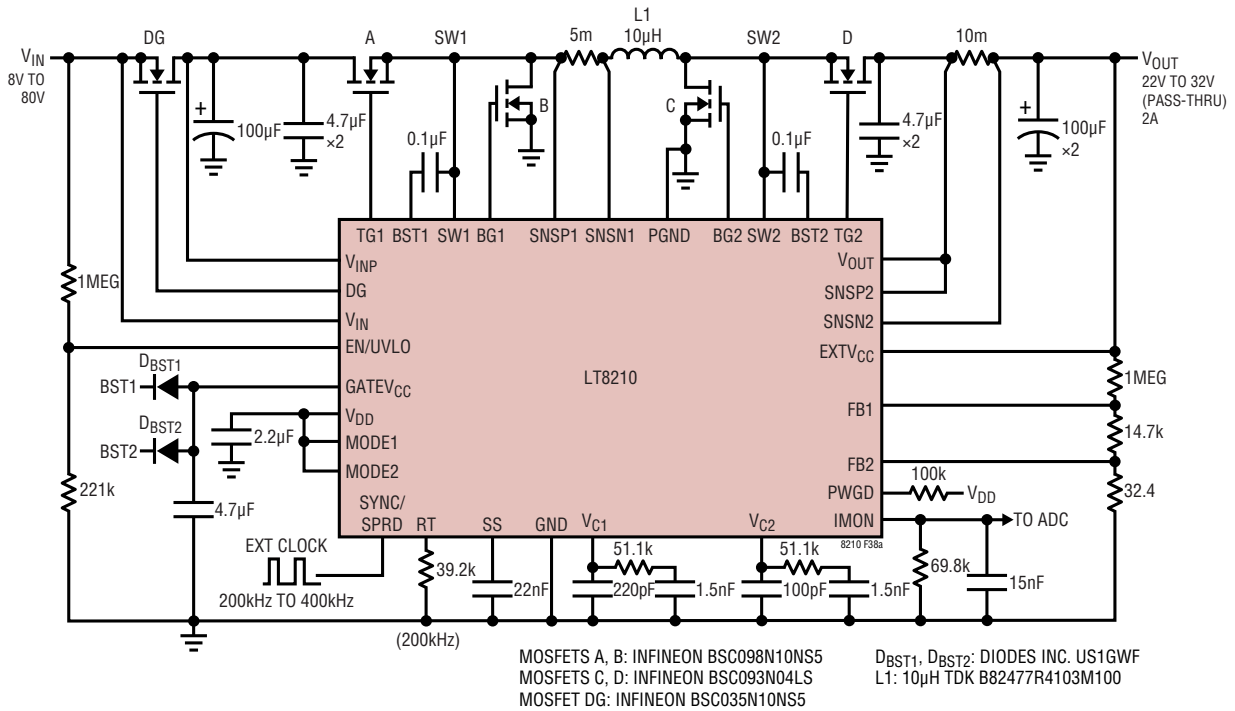 L1
DG
A
SW1
5m
10µH
SW2
D
10m
VIN
8V TO
80V
VOUT
22V TO 32V
(PASS-THRU)
2A
+
100µF
4.7µF
×2
B
C
4.7µF
×2
+
100µF
×2
0.1µF
0.1µF
TG1 BST1 SW1 BG1 SNSP1 SNSN1 PGND BG2 SW2 BST2 TG2
VINP
DG
VIN
EN/UVLO
GATEVCC
VDD
MODE1
MODE2
SYNC/
SPRD
RT
SS
GND
VC1
VC2
LT8210
VOUT
SNSP2
SNSN2
EXTVCC
FB1
FB2
PWGD
IMON
8210 F38a
1MEG
DBST1
BST1
DBST2
BST2
2.2µF
221k
4.7µF
1MEG
14.7k
32.4
100k
VDD
TO ADC
EXT CLOCK
200kHz TO 400kHz
39.2k
22nF
51.1k
220pF
1.5nF
51.1k
100pF
1.5nF
69.8k
15nF
(200kHz)
MOSFETS A, B: INFINEON BSC098N10NS5
MOSFETS C, D: INFINEON BSC093N04LS
MOSFET DG: INFINEON BSC035N10NS5
DBST1, DBST2: DIODES INC. US1GWF
L1: 10µH TDK B82477R4103M100